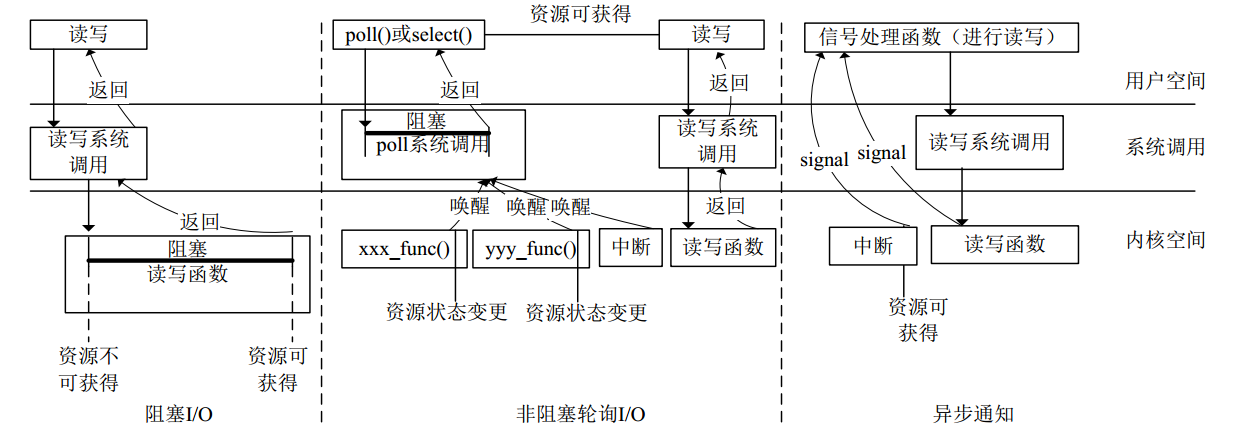 资源可获得
读写
poll()或select()
读写
信号处理函数（进行读写）
返回
返回
返回
用户空间
阻塞
poll系统调用
读写系统
调用
读写系统
调用
读写系统调用
系统调用
signal
signal
返回
唤醒
唤醒
唤醒
返回
阻塞
读写函数
xxx_func()
yyy_func()
中断
读写函数
中断
读写函数
内核空间
资源状态变更
资源状态变更
资源可
获得
资源不
可获得
资源可
获得
阻塞I/O
非阻塞轮询I/O
异步通知